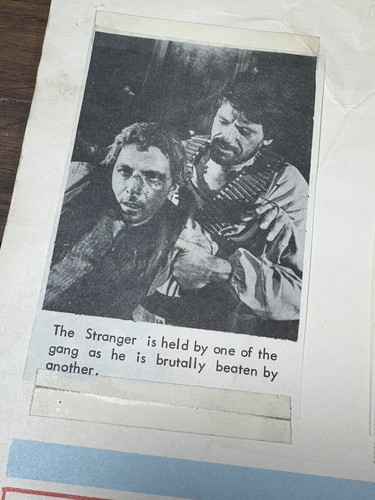 The Stranger is held by one of the
gang as he is brutally beaten by
another.